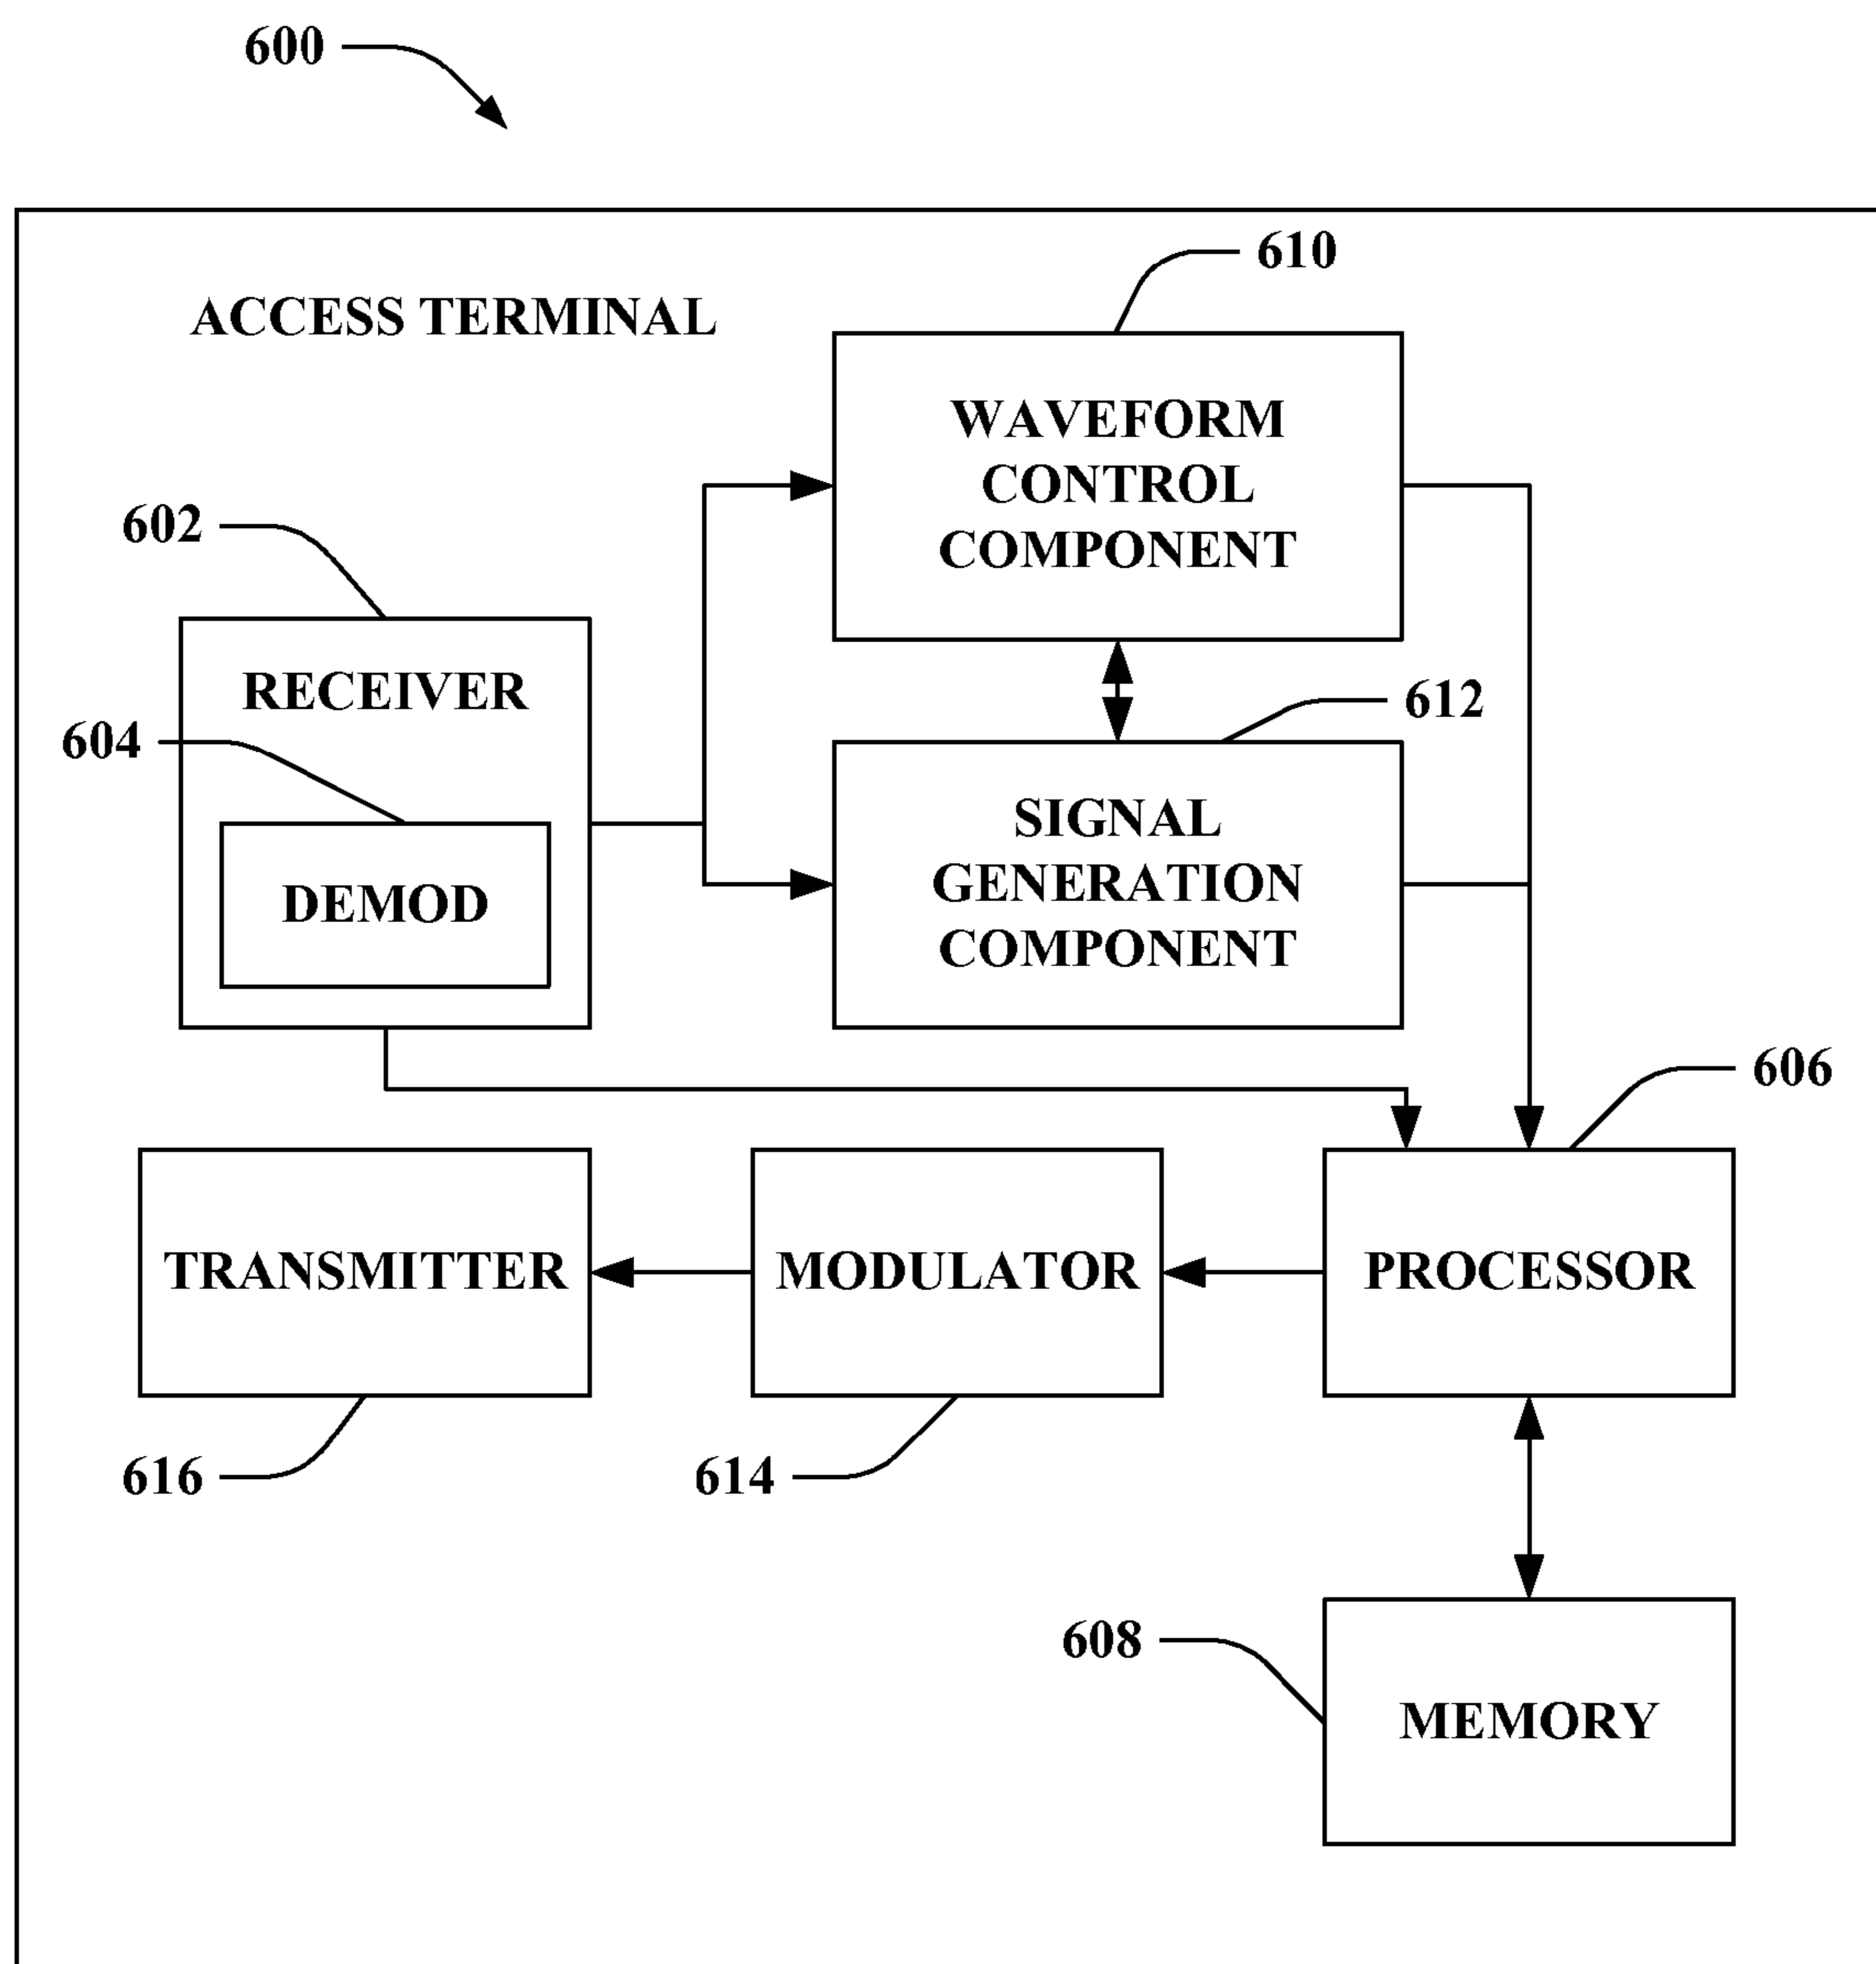 600
610
ACCESS TERMINAL
WAVEFORM
CONTROL
COMPONENT
602
RECEIVER
604
DEMOD
612
SIGNAL
GENERATION
COMPONENT
606
TRANSMITTER
MODULATOR
PROCESSOR
616
614
608
MEMORY